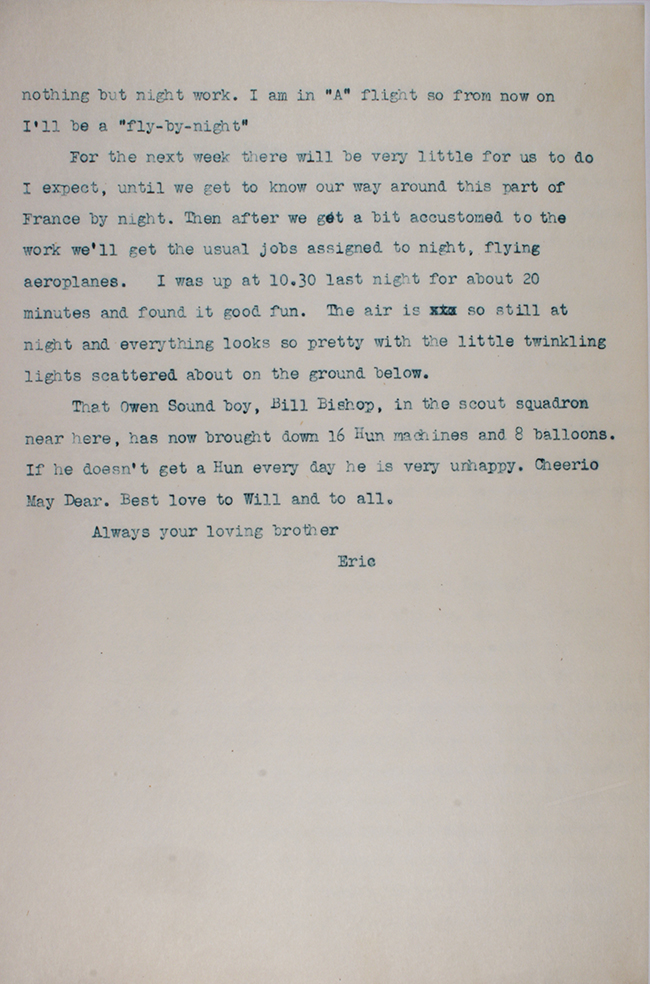 nothing but night work. I am in "A" flight so from now on
I'll be a "fly-by-night"
For the next week there will be very little for us to do
I expect, until we get to know our way around this part of
France by night. Then after we get a bit accustomed to the
work we'll get the usual jobs assigned to night, flying
aeroplanes. I was up at 10.30 last night for about 20
minutes and found it good fun. The air is xxx so still at
night and everything looks so pretty with the little twinkling
lights scattered about on the ground below.
That Owen Sound boy, Bill Bishop, in the scout squadron
near here, has now brought down 16 Hun machines and 8 balloons.
If he doesn't get a Hun every day he is very unhappy. Cheerio
May Dear. Best love to Will and to all.
Always your loving brother
Eric